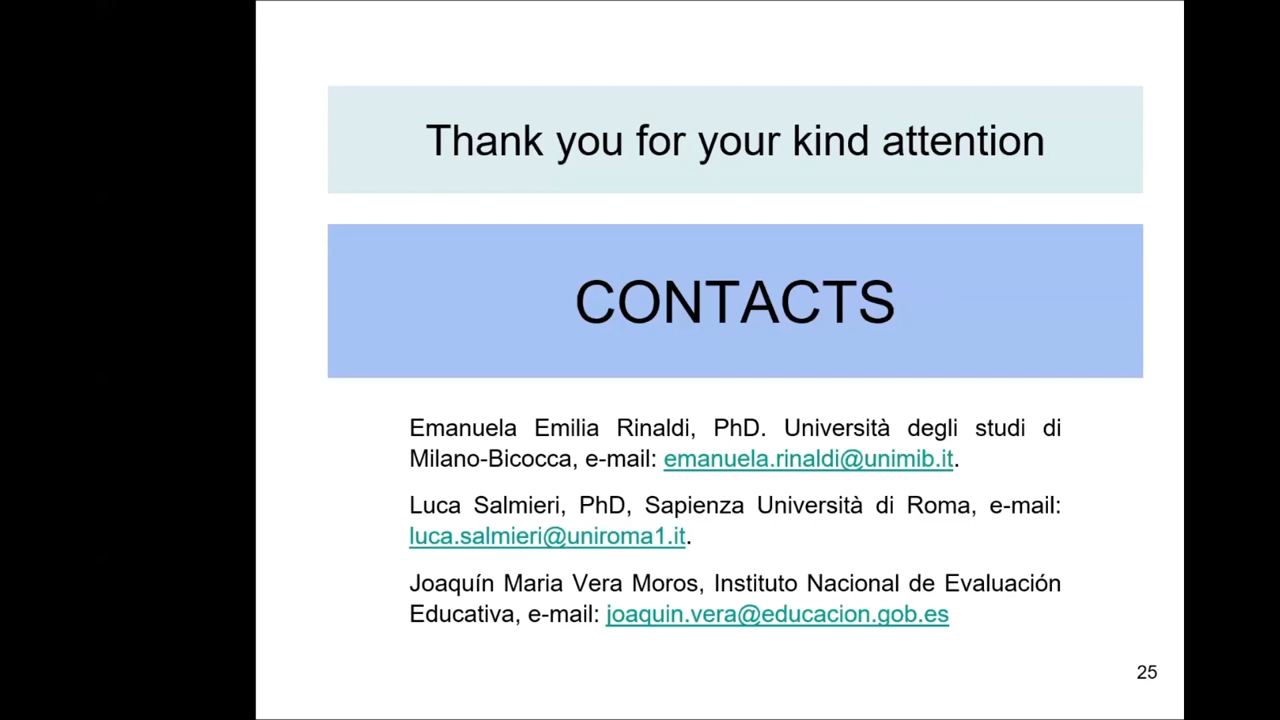 Thank you for your kind attention
CONTACTS
Emanuela Emilia Rinaldi, PhD. Università degli studi di
Milano-Bicocca, e-mail: emanuela.rinaldi@unimib.it.
Luca Salmieri, PhD, Sapienza Università di Roma, e-mail:
luca.salmieri@uniroma1.it.
Joaquín Maria Vera Moros, Instituto Nacional de Evaluación
Educativa, e-mail: joaquin.vera@educacion.gob.es
25